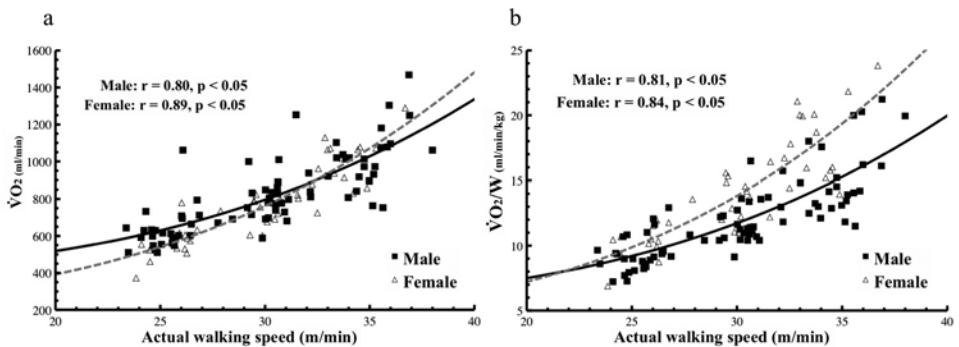 a
1600
1400
1200
1000
800
600
400
200
V̇O₂ (ml/min)
Male: r = 0.80, p < 0.05
Female: r = 0.89, p < 0.05
Male
Female
20 25 30 35 40
Actual walking speed (m/min)
b
25
20
15
10
5
V̇O₂/W (ml/min/kg)
Male: r = 0.81, p < 0.05
Female: r = 0.84, p < 0.05
Male
Female
20 25 30 35 40
Actual walking speed (m/min)